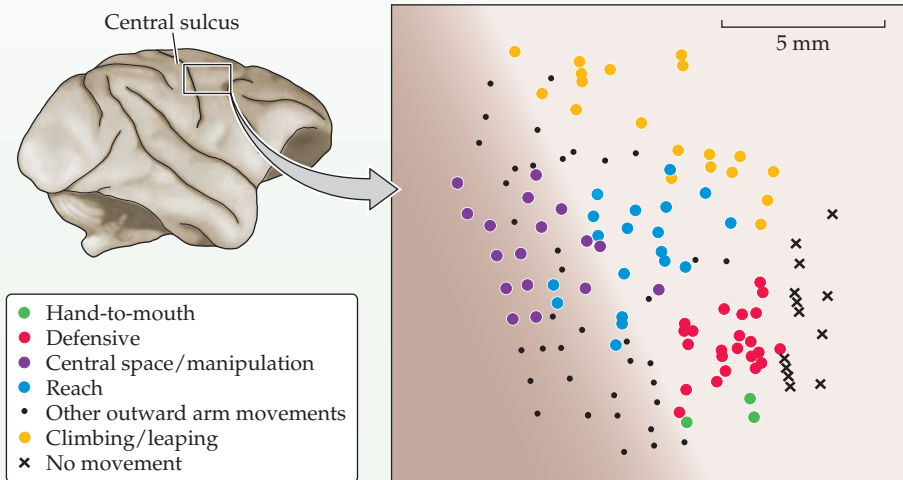 Central sulcus
5 mm
Hand-to-mouth
Defensive
Central space/manipulation
Reach
Other outward arm movements
Climbing/leaping
No movement